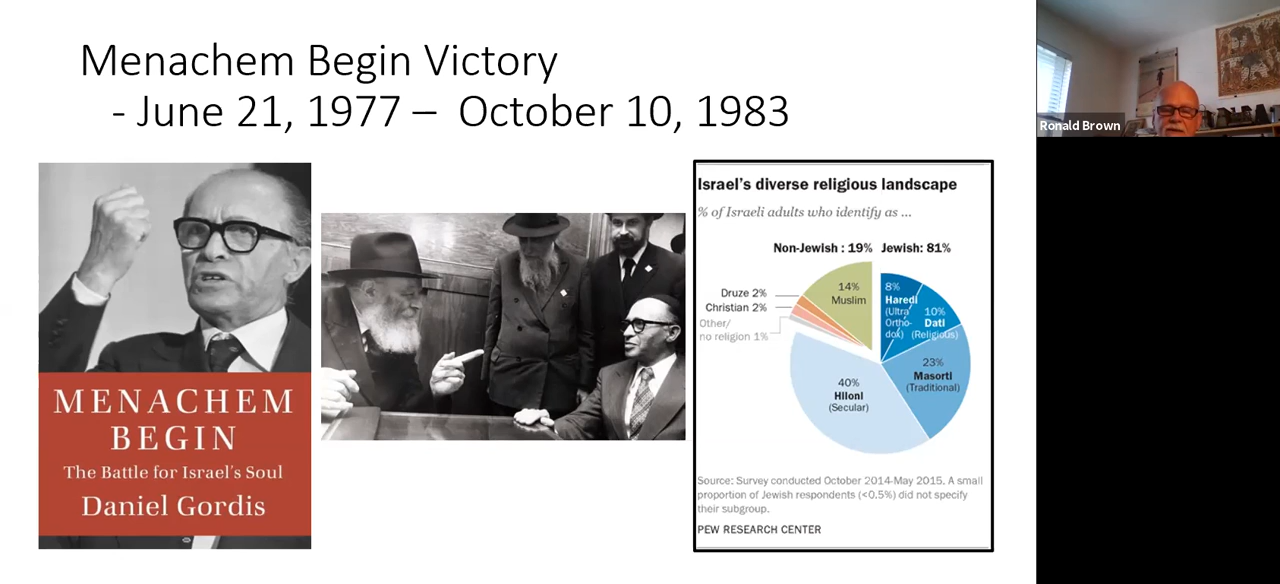 Menachem Begin Victory
- June 21, 1977 – October 10, 1983
MENACHEM
BEGIN
The Battle for Israel's Soul
Daniel Gordis
Israel's diverse religious landscape
% of Israeli adults who identify as ...
Non-Jewish : 19% Jewish: 81%
Druze 2%
Christian 2%
Other/
no religion 1%
14%
Muslim
8%
Haredi
(Ultra
Ortho-
dox)
10%
Dati
(Religious)
23%
Masorti
(Traditional)
40%
Hiloni
(Secular)
Source: Survey conducted October 2014-May 2015. A small
proportion of Jewish respondents (<0.5%) did not specify
their subgroup.
PEW RESEARCH CENTER
Ronald Brown